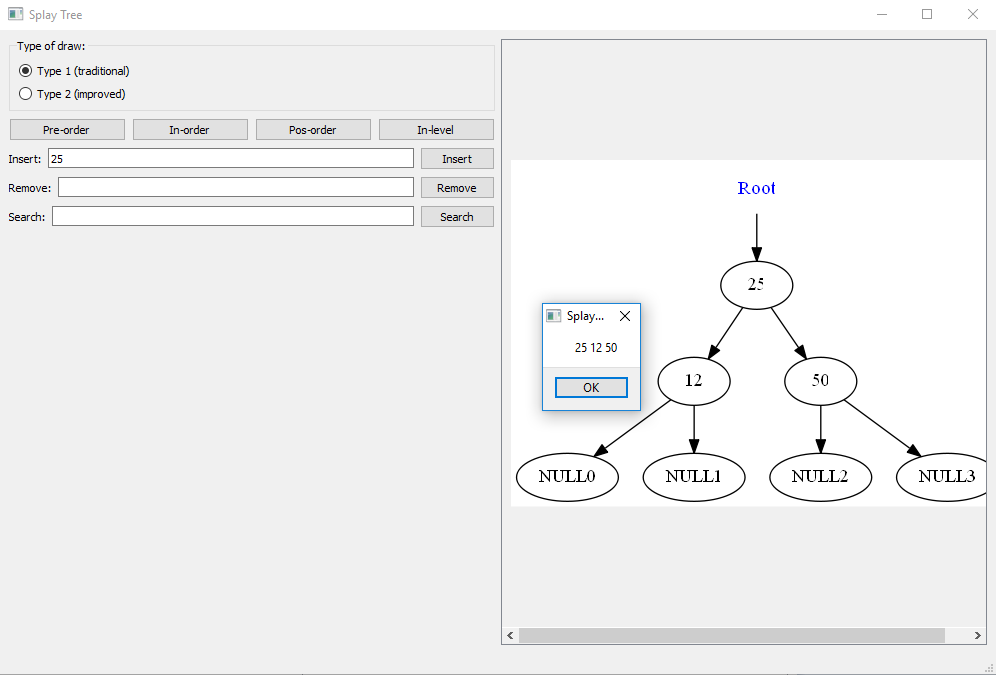 Splay Tree
Type of draw:
Type 1 (traditional)
Type 2 (improved)
Pre-order In-order Pos-order In-level
Insert: 25 Insert
Remove: Remove
Search: Search
Root
25
Splay...
25 12 50
OK
12 50
NULL0 NULL1 NULL2 NULL3